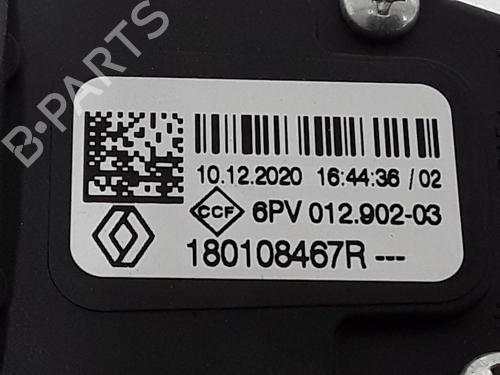 10.12.2020 16:44:36 / 02
CCF 6PV 012.902-03
180108467R ---
B-PARTS